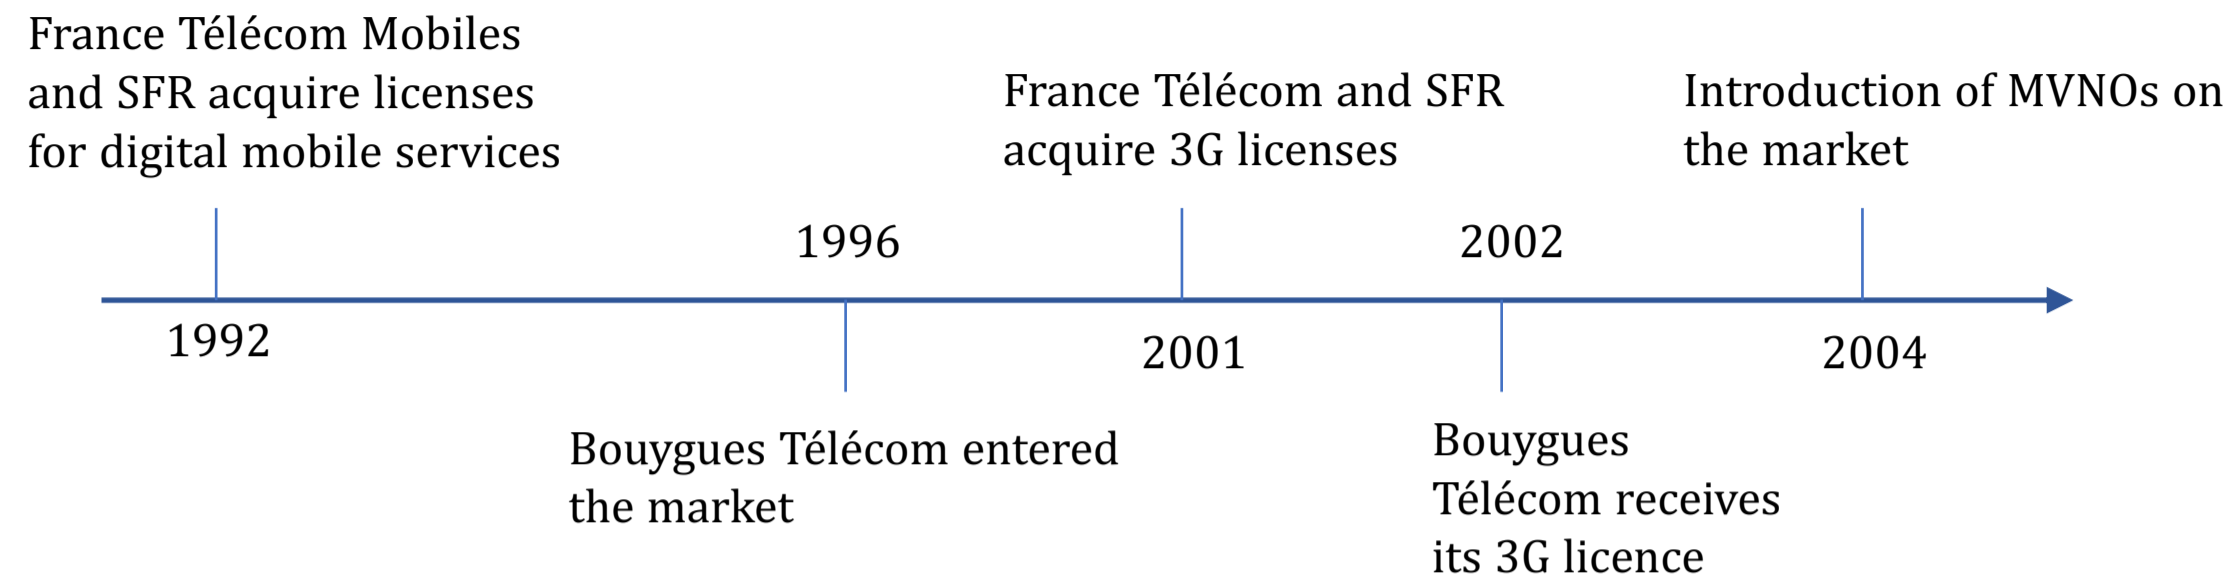 France Télécom Mobiles
and SFR acquire licenses
for digital mobile services
1992
1996
Bouygues Télécom entered
the market
France Télécom and SFR
acquire 3G licenses
2001
2002
Bouygues
Télécom receives
its 3G licence
Introduction of MVNOs on
the market
2004